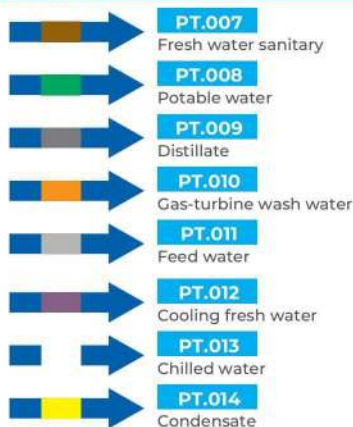 PT.007
Fresh water sanitary
PT.008
Potable water
PT.009
Distillate
PT.010
Gas-turbine wash water
PT.011
Feed water
PT.012
Cooling fresh water
PT.013
Chilled water
PT.014
Condensate